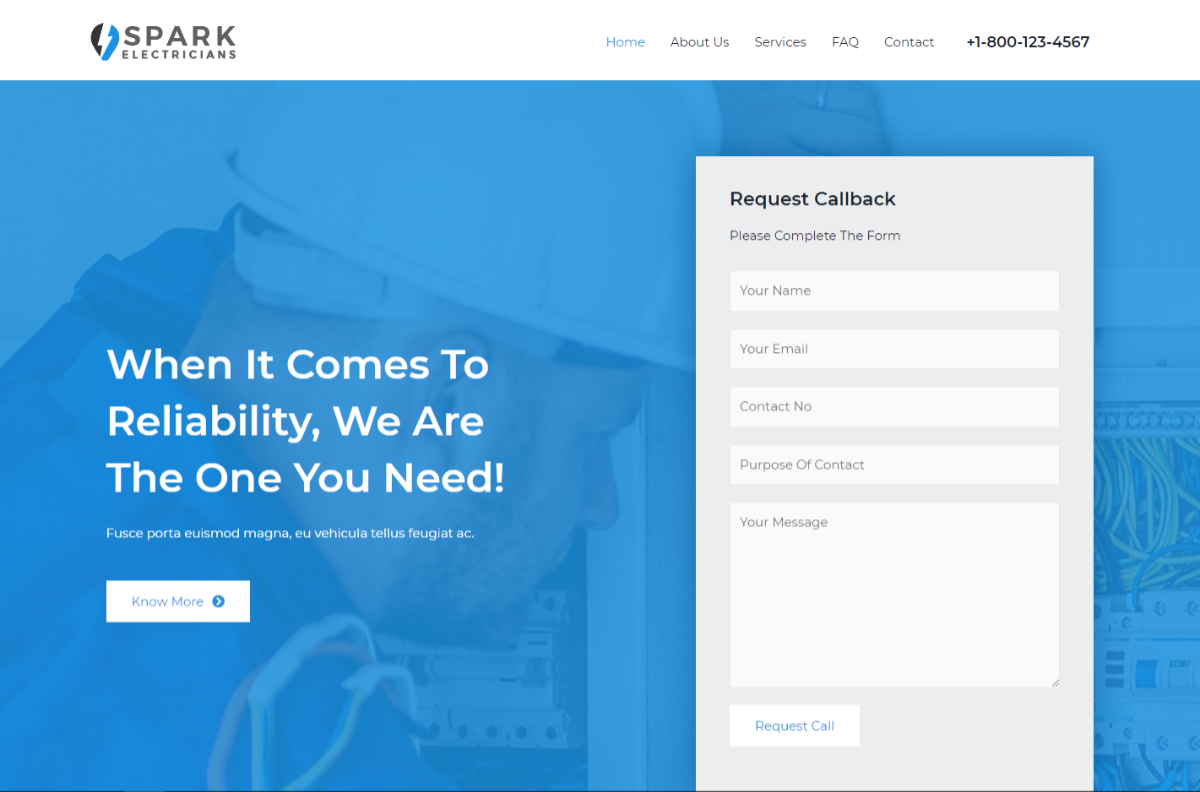 SPARK
ELECTRICIANS
Home About Us Services FAQ Contact +1-800-123-4567
When It Comes To
Reliability, We Are
The One You Need!
Fusce porta euismod magna, eu vehicula tellus feugiat ac.
Know More
Request Callback
Please Complete The Form
Your Name
Your Email
Contact No
Purpose Of Contact
Your Message
Request Call